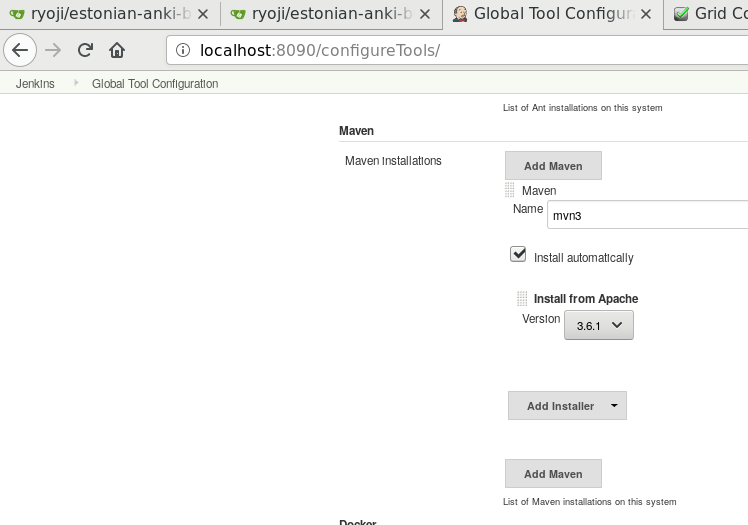 ryoji/estonian-anki-b
ryoji/estonian-anki-b
Global Tool Configur
Grid Co
localhost:8090/configureTools/
Jenkins
Global Tool Configuration
List of Ant installations on this system
Maven
Maven installations
Add Maven
Maven
Name
mvn3
Install automatically
Install from Apache
Version
3.6.1
Add Installer
Add Maven
List of Maven installations on this system
Docker